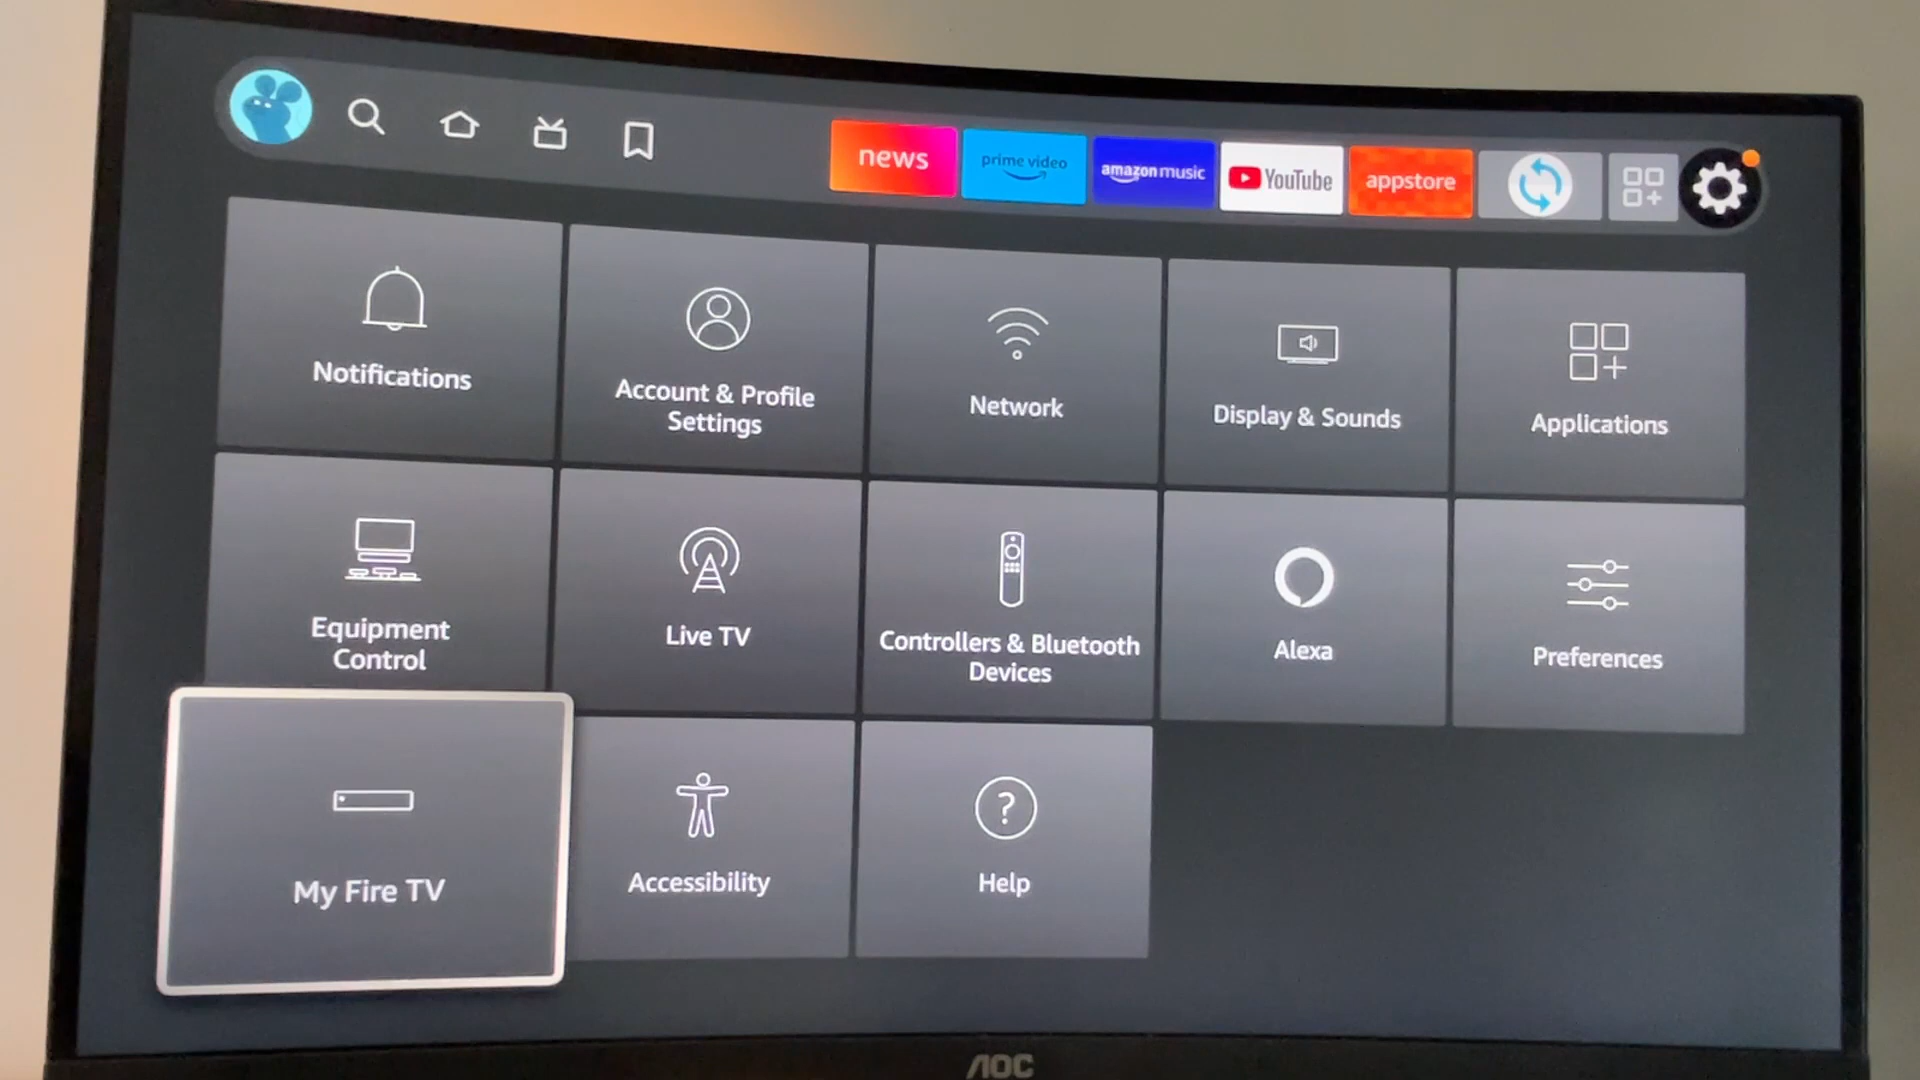 news
prime video
amazon music
YouTube
appstore
Notifications
Account & Profile
Settings
Network
Display & Sounds
Applications
Equipment
Control
Live TV
Controllers & Bluetooth
Devices
Alexa
Preferences
My Fire TV
Accessibility
?
Help
AOC